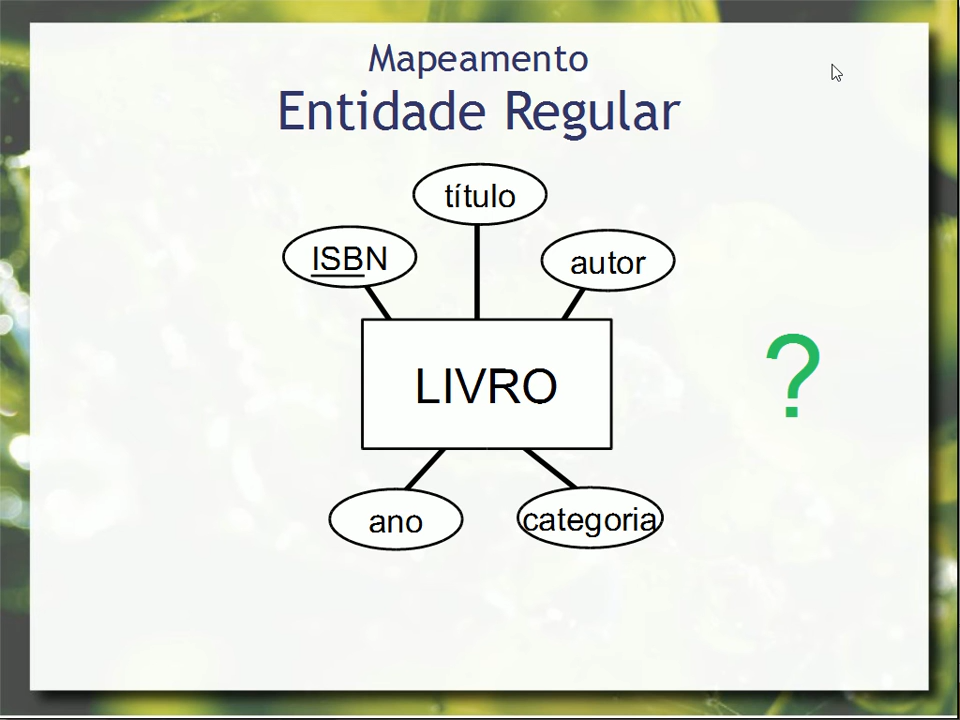 Mapeamento
Entidade Regular
título
ISBN
autor
LIVRO
?
ano
categoria